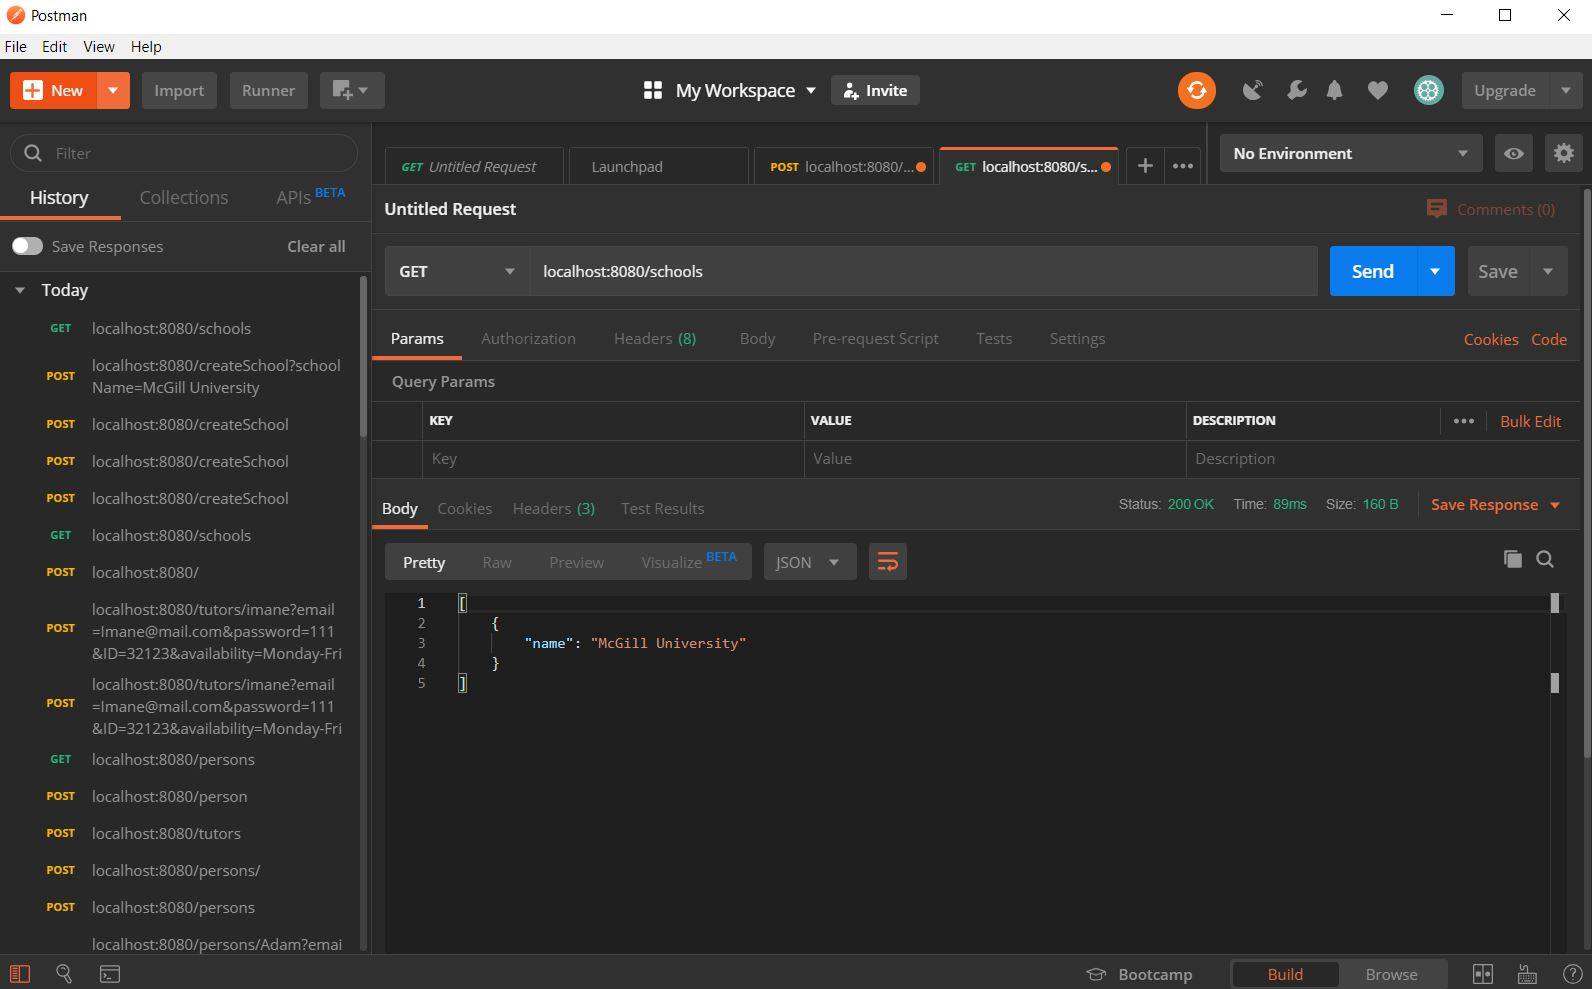 Postman
File Edit View Help
New Import Runner My Workspace Invite Upgrade
Filter
History Collections APIs BETA
Save Responses Clear all
Today
GET localhost:8080/schools
POST localhost:8080/createSchool?school
Name=McGill University
POST localhost:8080/createSchool
POST localhost:8080/createSchool
POST localhost:8080/createSchool
GET localhost:8080/schools
POST localhost:8080/
POST localhost:8080/tutors/imane?email
=Imane@mail.com&password=111
&ID=32123&availability=Monday-Fri
POST localhost:8080/tutors/imane?email
=Imane@mail.com&password=111
&ID=32123&availability=Monday-Fri
GET localhost:8080/persons
POST localhost:8080/person
POST localhost:8080/tutors
POST localhost:8080/persons/
POST localhost:8080/persons
localhost:8080/persons/Adam?emai
GET Untitled Request Launchpad POST localhost:8080/... GET localhost:8080/s... + ••• No Environment
Untitled Request Comments (0)
GET localhost:8080/schools Send Save
Params Authorization Headers (8) Body Pre-request Script Tests Settings Cookies Code
Query Params
KEY VALUE DESCRIPTION ••• Bulk Edit
Key Value Description
Body Cookies Headers (3) Test Results Status: 200 OK Time: 89ms Size: 160 B Save Response
Pretty Raw Preview Visualize BETA JSON
1 [
2 {
3 "name": "McGill University"
4 }
5 ]
Bootcamp Build Browse ?